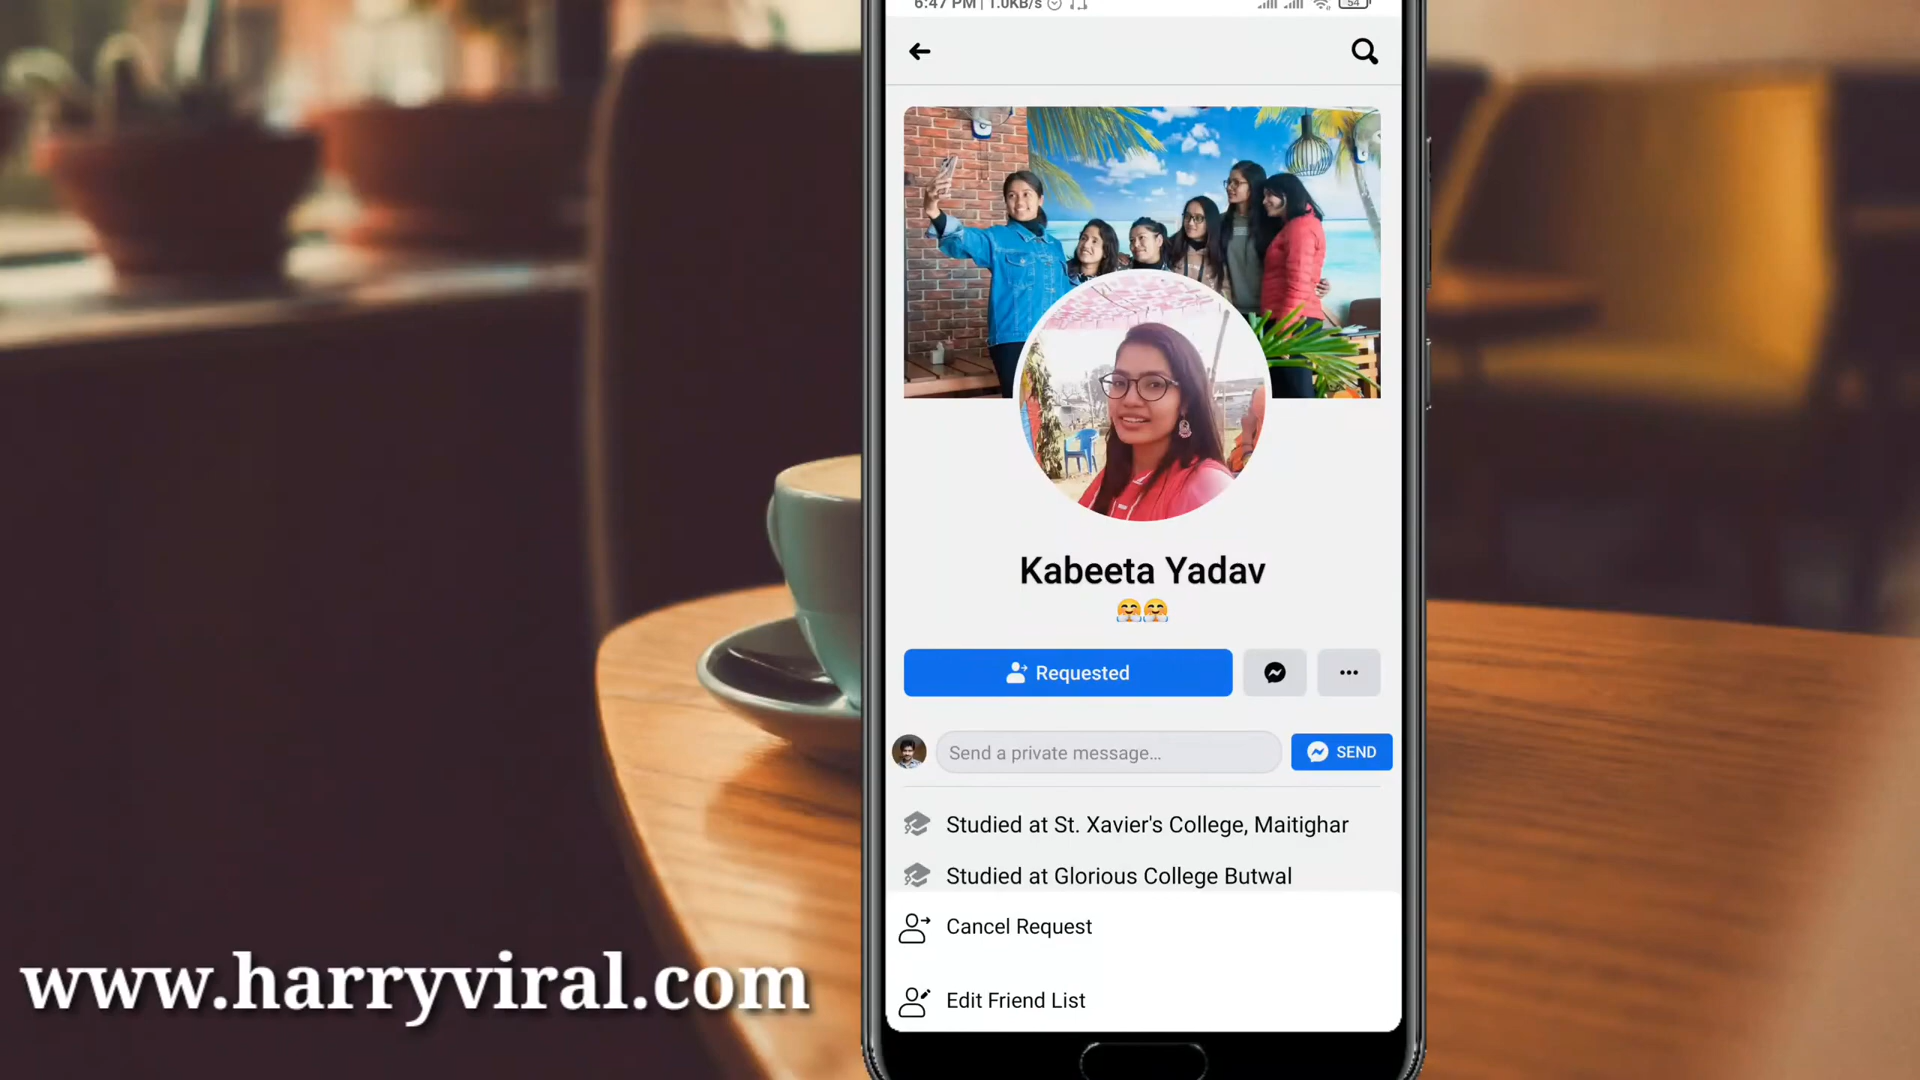 6:47 PM | 1.0KB/s
54
Kabeeta Yadav
Requested
Send a private message...
SEND
Studied at St. Xavier's College, Maitighar
Studied at Glorious College Butwal
Cancel Request
Edit Friend List
www.harryviral.com